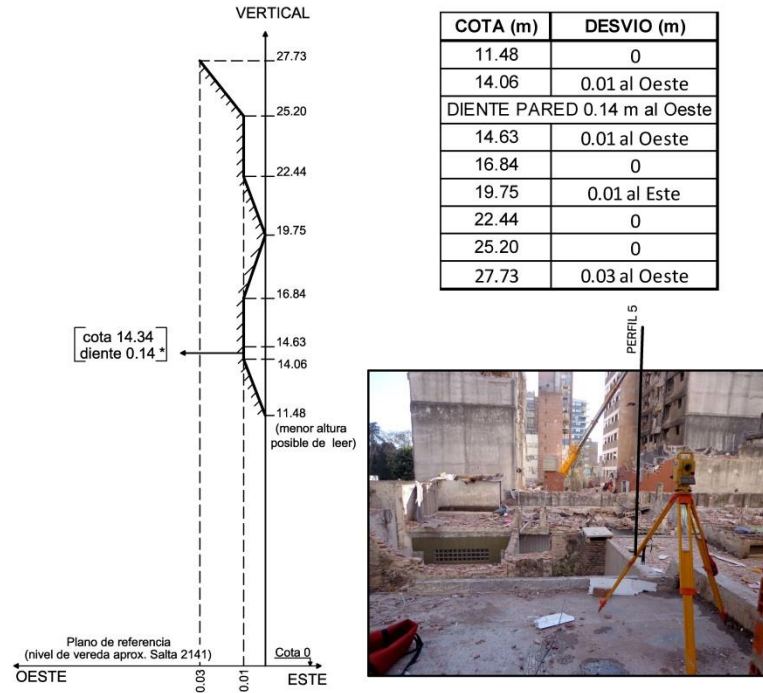 VERTICAL
27.73
25.20
22.44
19.75
16.84
14.63
14.06
11.48
(menor altura
posible de leer)
cota 14.34
diente 0.14 *
Plano de referencia
(nivel de vereda aprox. Salta 2141)
Cota 0
OESTE
0.03
0.01
ESTE
COTA (m) DESVIO (m)
11.48 0
14.06 0.01 al Oeste
DIENTE PARED 0.14 m al Oeste
14.63 0.01 al Oeste
16.84 0
19.75 0.01 al Este
22.44 0
25.20 0
27.73 0.03 al Oeste
PERFIL 5